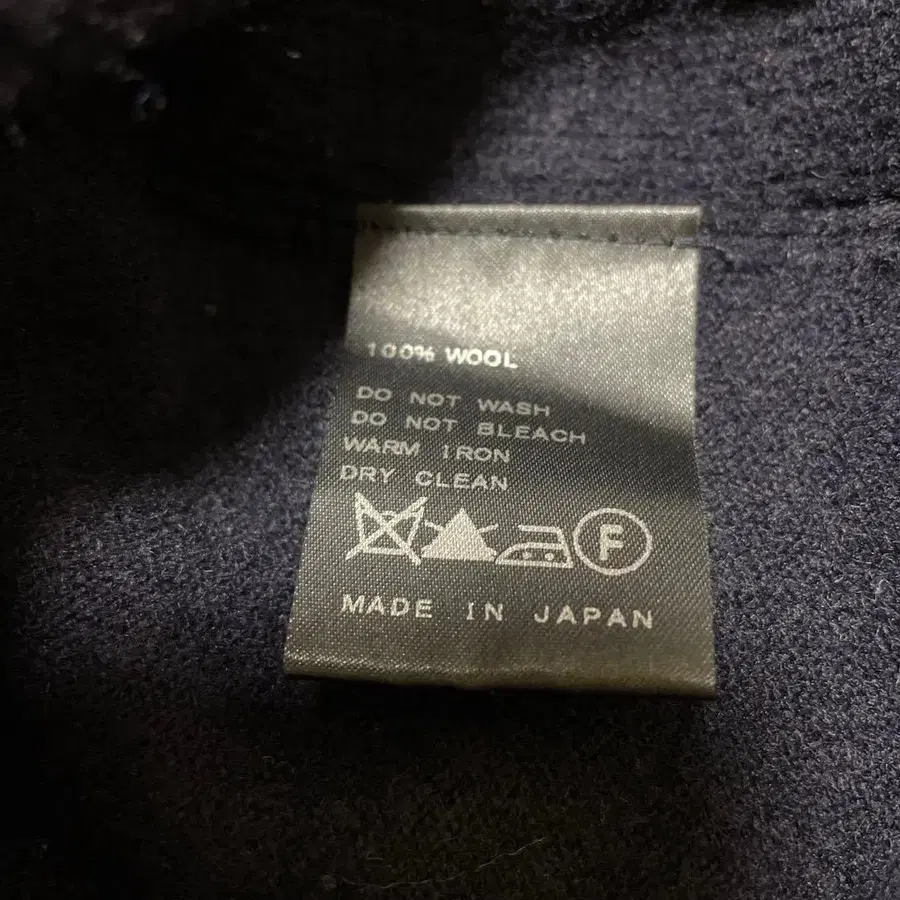 100% WOOL
DO NOT WASH
DO NOT BLEACH
WARM IRON
DRY CLEAN
F
MADE IN JAPAN